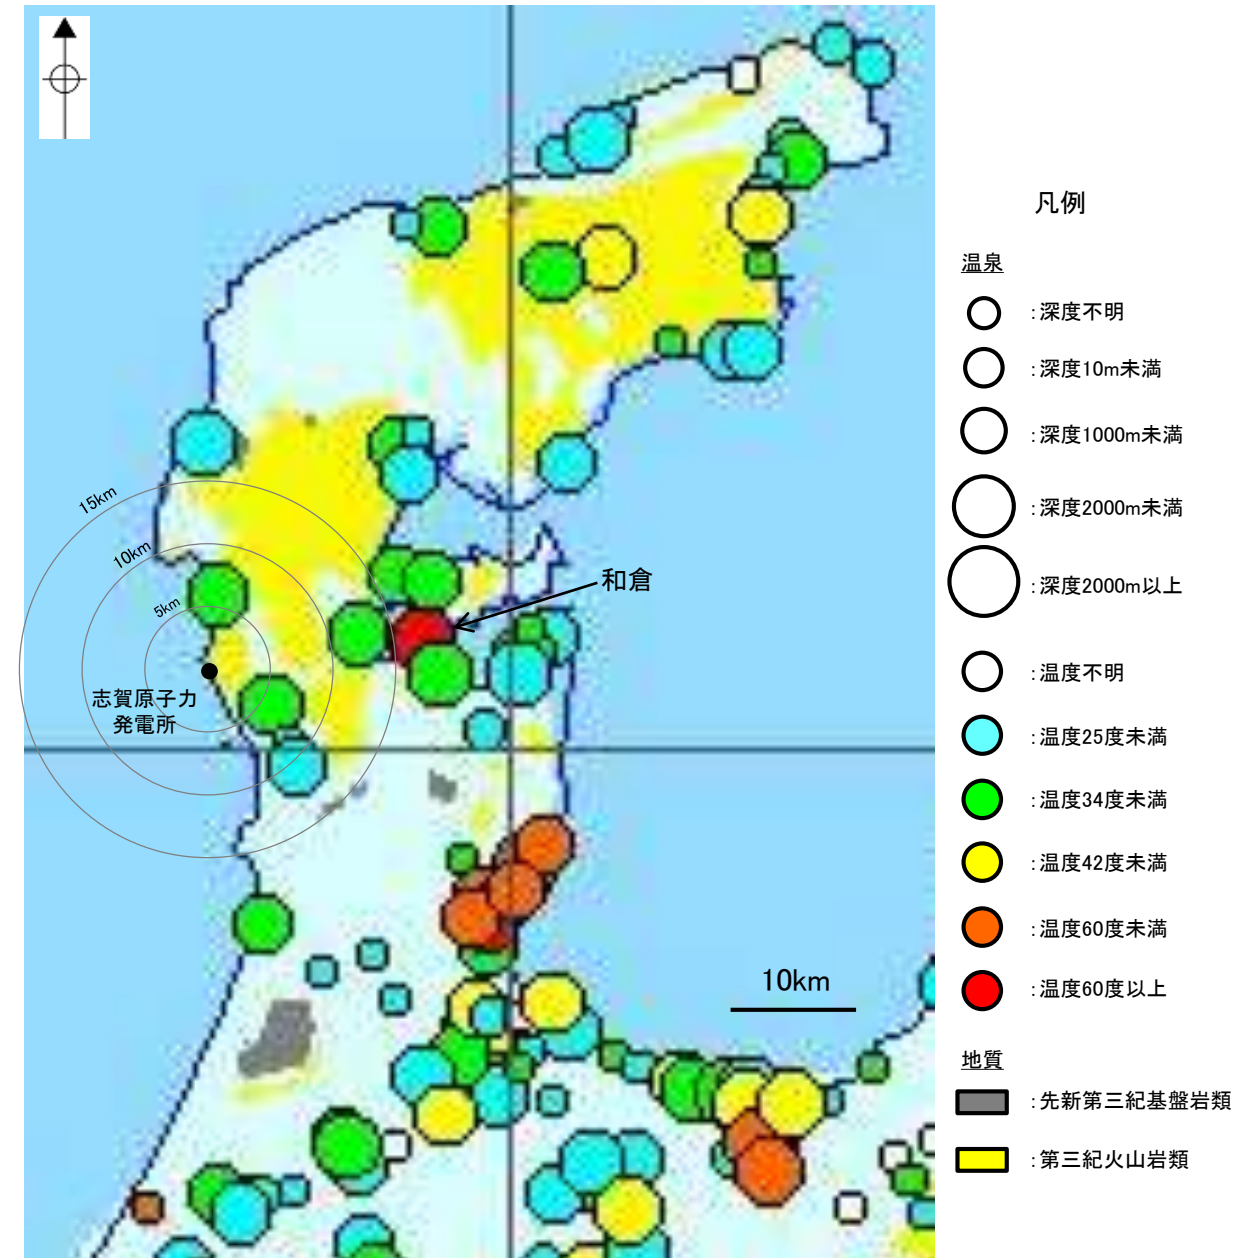 凡例
温泉
:深度不明
:深度10m未満
:深度1000m未満
:深度2000m未満
:深度2000m以上
:温度不明
:温度25度未満
:温度34度未満
:温度42度未満
:温度60度未満
:温度60度以上
地質
:先新第三紀基盤岩類
:第三紀火山岩類
15km
10km
5km
和倉
志賀原子力
発電所
10km